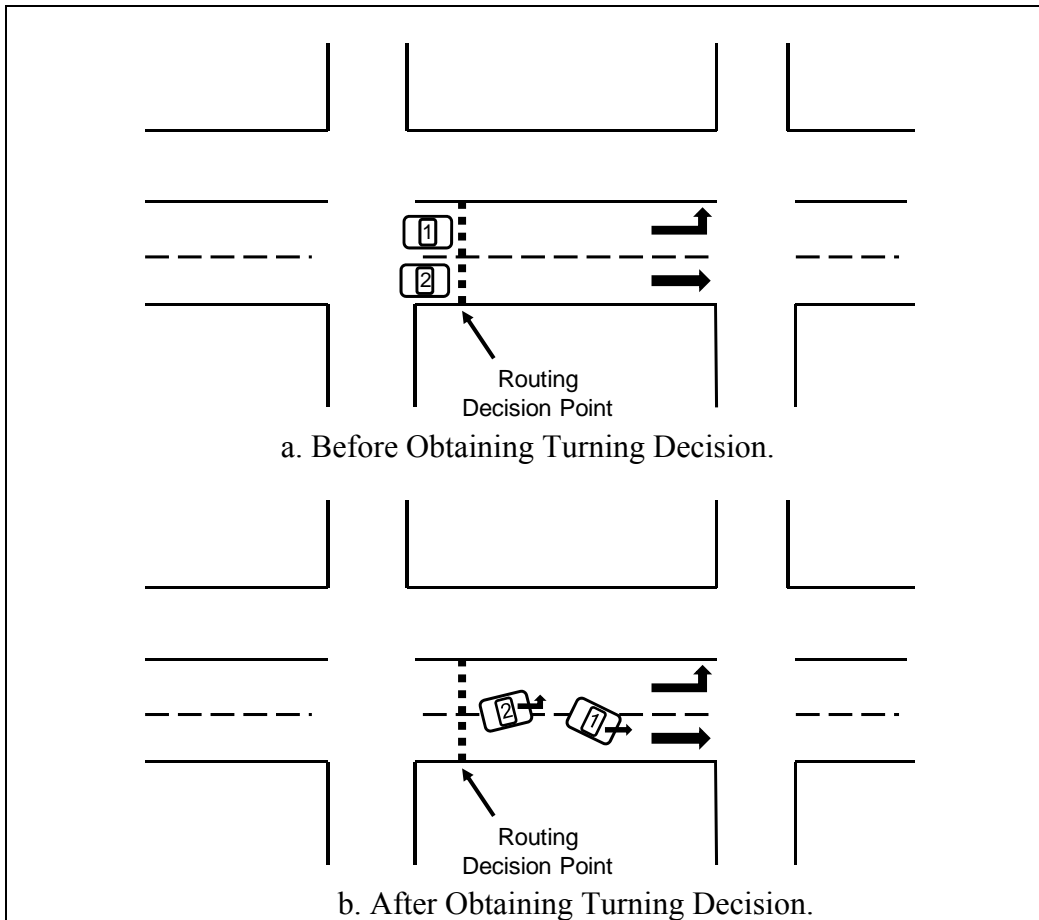 1
2
Routing
Decision Point
a. Before Obtaining Turning Decision.
2
1
Routing
Decision Point
b. After Obtaining Turning Decision.